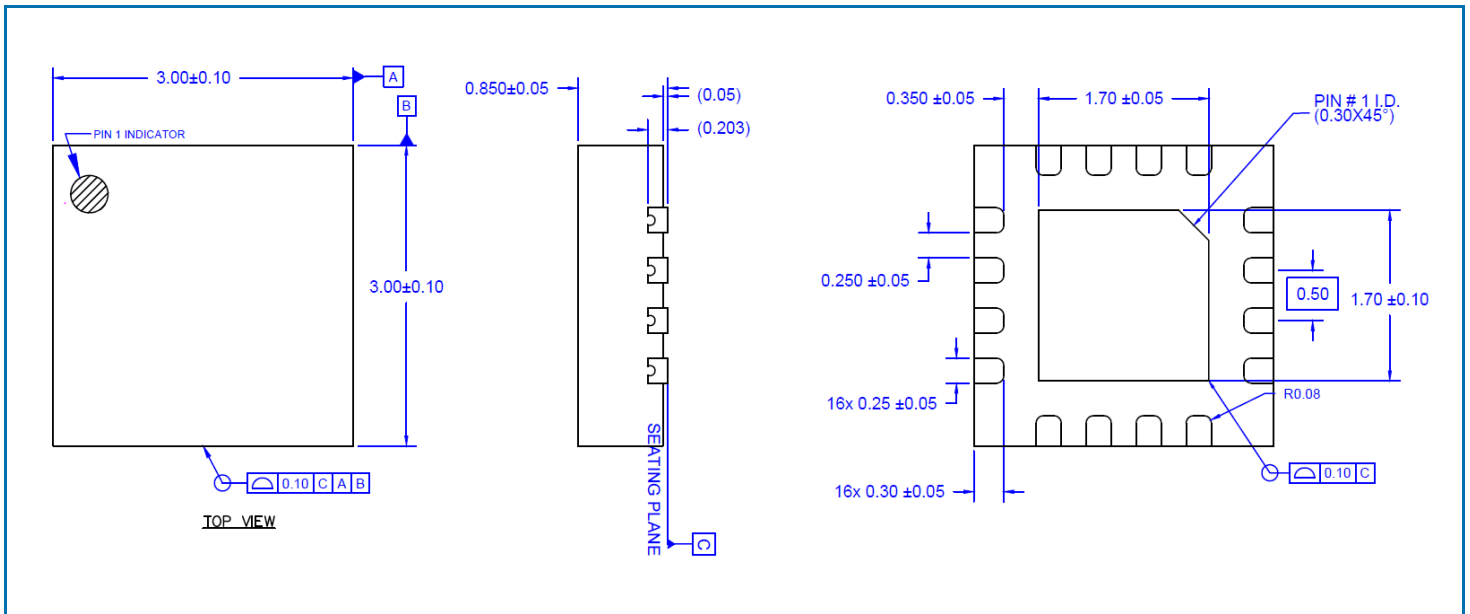 3.00±0.10
A
B
PIN 1 INDICATOR
3.00±0.10
0.10 C A B
TOP VIEW
0.850±0.05
(0.05)
(0.203)
SEATING PLANE
C
0.350 ±0.05
1.70 ±0.05
PIN # 1 I.D.
(0.30X45°)
0.250 ±0.05
0.50
1.70 ±0.10
16x 0.25 ±0.05
R0.08
16x 0.30 ±0.05
0.10 C